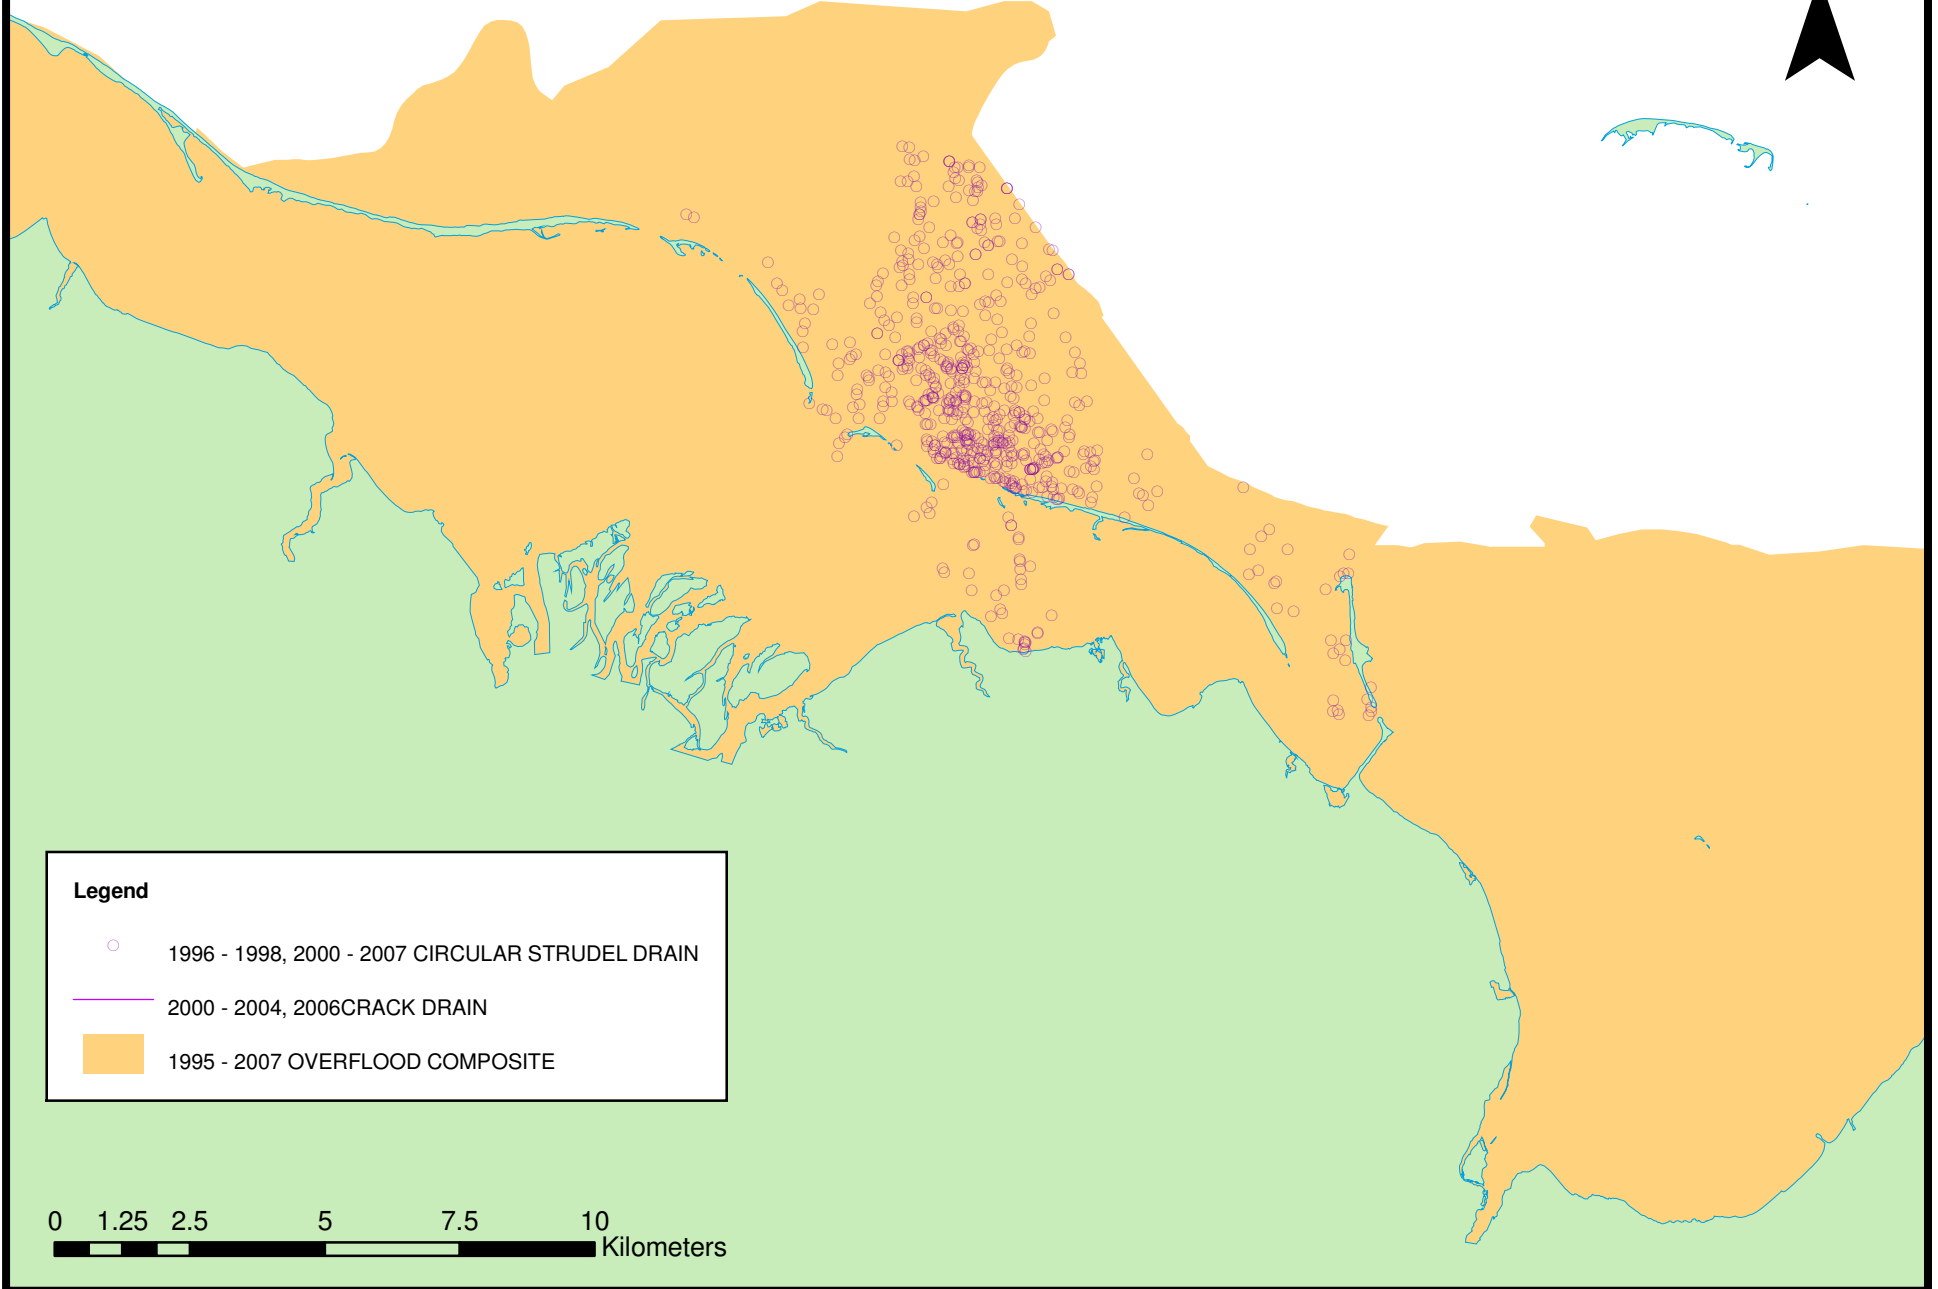 Legend
1996 - 1998, 2000 - 2007 CIRCULAR STRUDEL DRAIN
2000 - 2004, 2006CRACK DRAIN
1995 - 2007 OVERFLOOD COMPOSITE
0 1.25 2.5 5 7.5 10
Kilometers